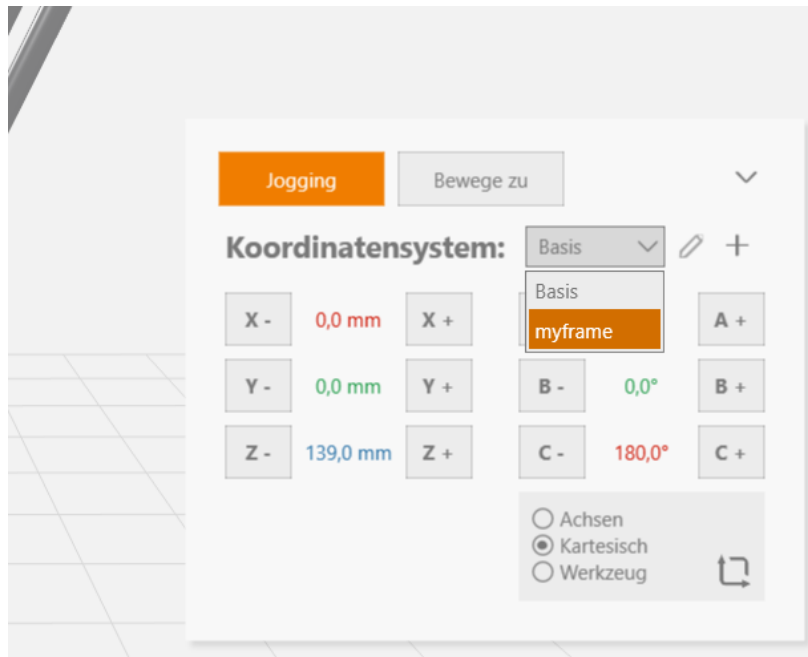 Jogging Bewege zu
Koordinatensystem: Basis
Basis
myframe
X - 0,0 mm X + A +
Y - 0,0 mm Y + B - 0,0° B +
Z - 139,0 mm Z + C - 180,0° C +
Achsen
Kartesisch
Werkzeug